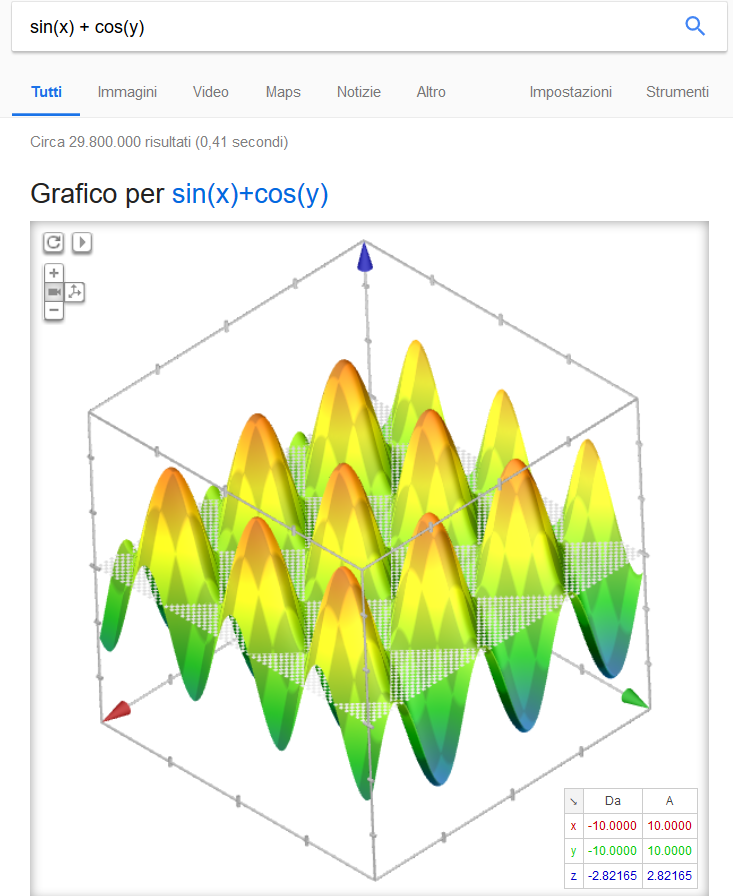 sin(x) + cos(y)
Tutti Immagini Video Maps Notizie Altro Impostazioni Strumenti
Circa 29.800.000 risultati (0,41 secondi)
Grafico per sin(x)+cos(y)
Da A
x -10.0000 10.0000
y -10.0000 10.0000
z -2.82165 2.82165